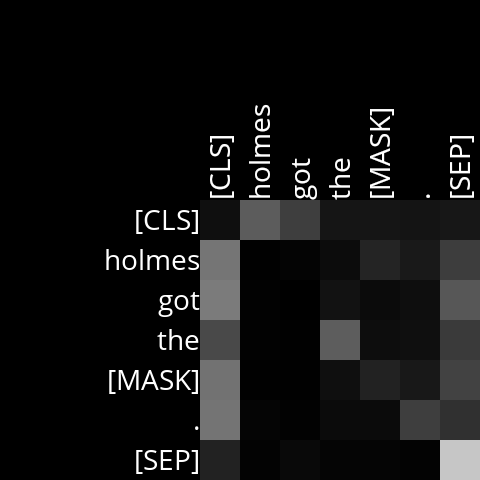 [CLS]
holmes
got
the
[MASK]
.
[SEP]
[CLS]
holmes
got
the
[MASK]
.
[SEP]